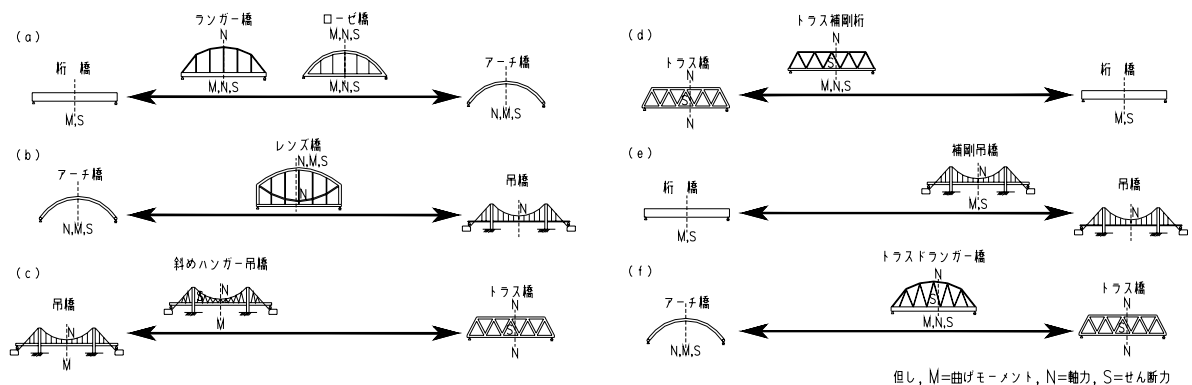 (a)
ランガー橋
N
M,N,S
ローゼ橋
M,N,S
M,N,S
桁 橋
M,S
アーチ橋
N,M,S
(b)
アーチ橋
N,M,S
レンズ橋
N,M,S
N
吊橋
N
(c)
吊橋
N
M
斜めハンガー吊橋
N
S
M
トラス橋
N
S
N
(d)
トラス橋
N
S
N
トラス補剛桁
N
S
M,N,S
桁 橋
M,S
(e)
桁 橋
M,S
補剛吊橋
N
M,S
吊橋
N
(f)
アーチ橋
N,M,S
トラスドランガー橋
N
S
M,N,S
トラス橋
N
S
N
但し, M=曲げモーメント, N=軸力, S=せん断力